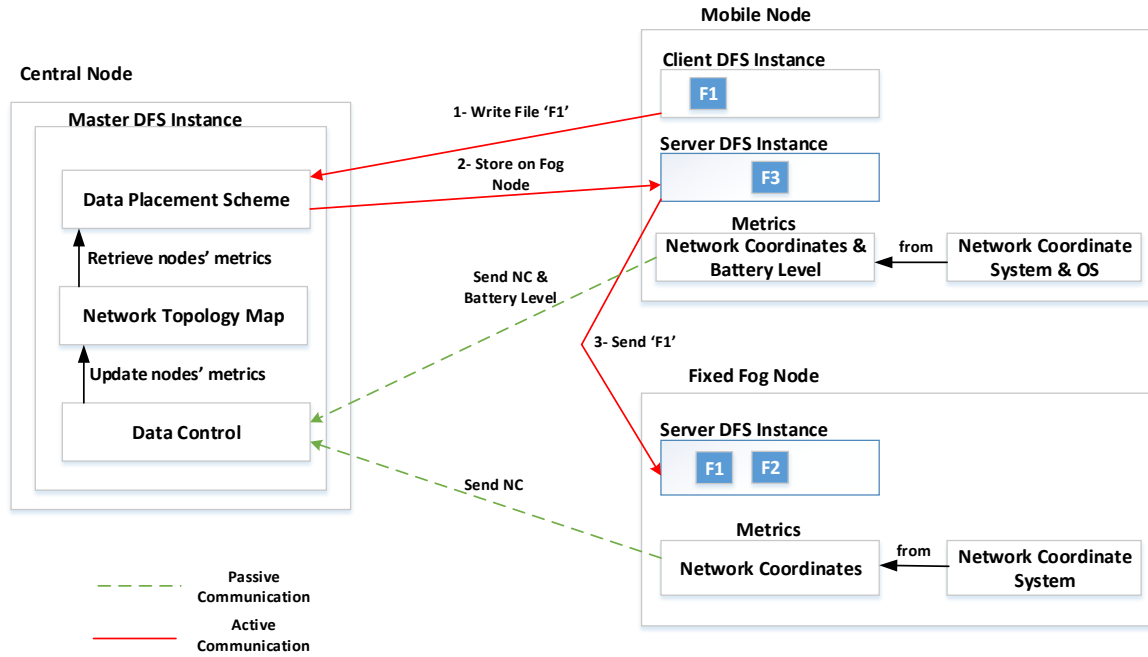 Mobile Node
Central Node
Client DFS Instance
F1
Master DFS Instance
1- Write File ‘F1’
Server DFS Instance
2- Store on Fog
Node
F3
Data Placement Scheme
Metrics
Network Coordinates &
Battery Level
from
Network Coordinate
System & OS
Retrieve nodes’ metrics
Send NC &
Battery Level
Network Topology Map
3- Send ‘F1’
Update nodes’ metrics
Fixed Fog Node
Data Control
Server DFS Instance
F1 F2
Send NC
Metrics
Network Coordinates
from
Network Coordinate
System
Passive
Communication
Active
Communication